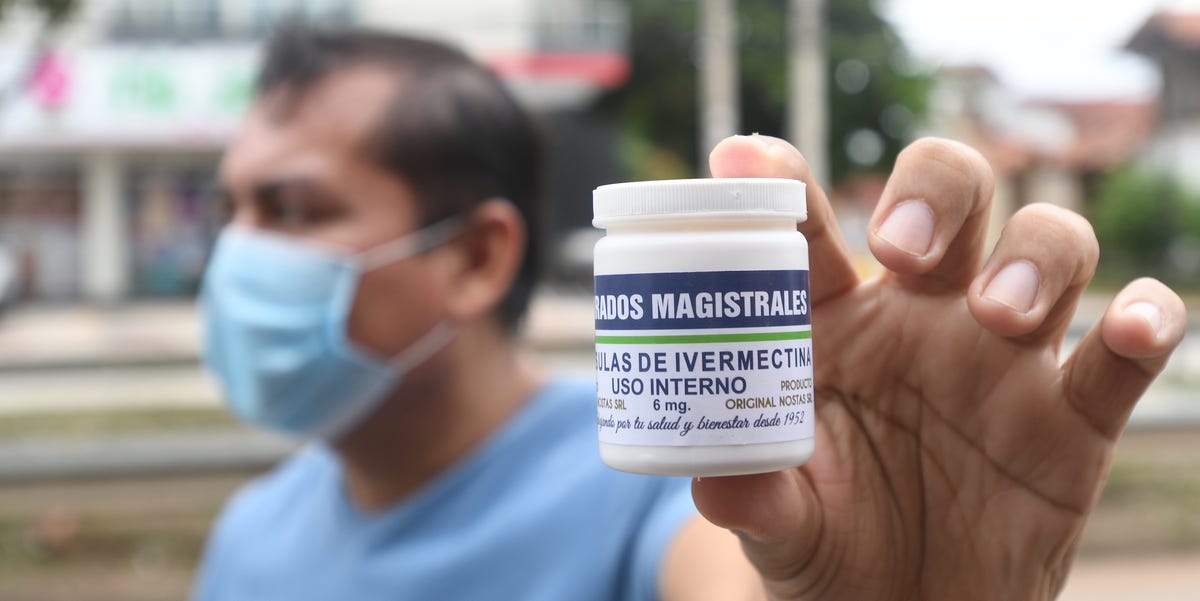 RADOS MAGISTRALES
SULAS DE IVERMECTINA
USO INTERNO PRODUCTO
NOSTAS SRL 6 mg. ORIGINAL NOSTAS SRL
por tu salud y bienestar desde 1952